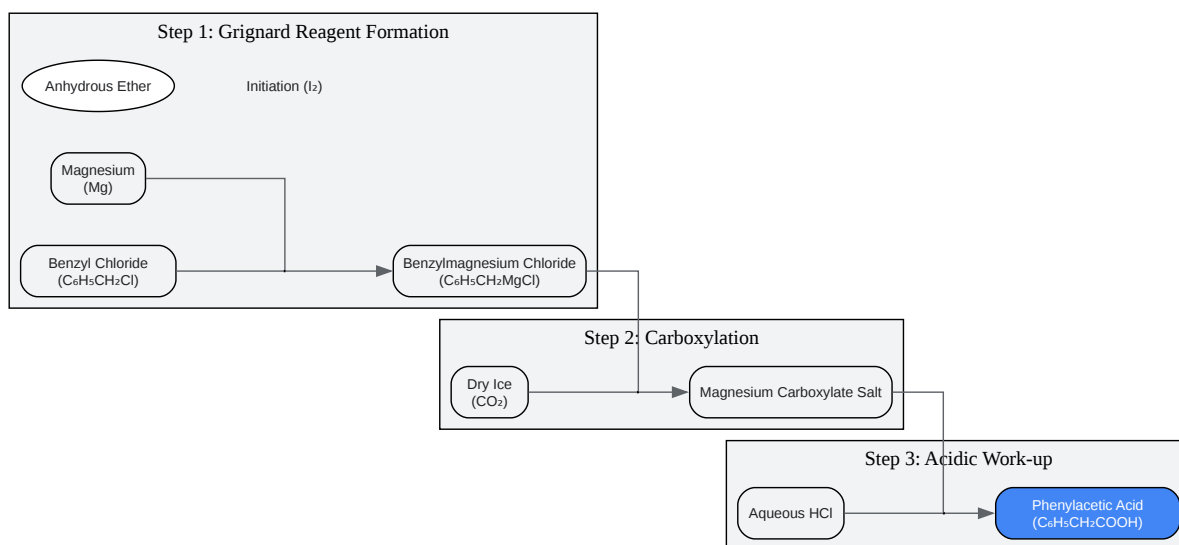 Step 1: Grignard Reagent Formation
Anhydrous Ether
Initiation (I₂)
Magnesium
(Mg)
Benzyl Chloride
(C₆H₅CH₂Cl)
Benzylmagnesium Chloride
(C₆H₅CH₂MgCl)
Step 2: Carboxylation
Dry Ice
(CO₂)
Magnesium Carboxylate Salt
Step 3: Acidic Work-up
Aqueous HCl
Phenylacetic Acid
(C₆H₅CH₂COOH)